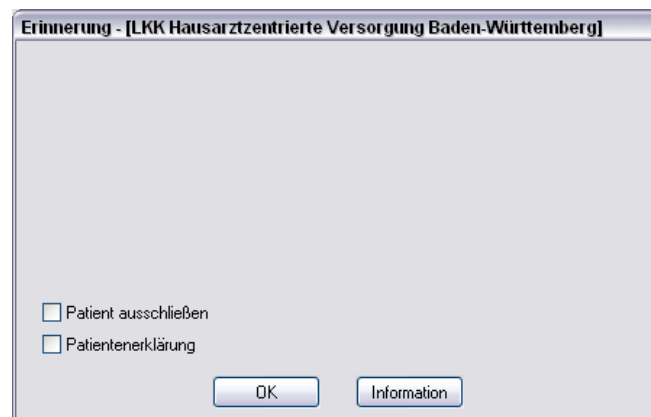 Erinnerung - [LKK Hausarztzentrierte Versorgung Baden-Württemberg]
Patient ausschließen
Patientenerklärung
OK Information